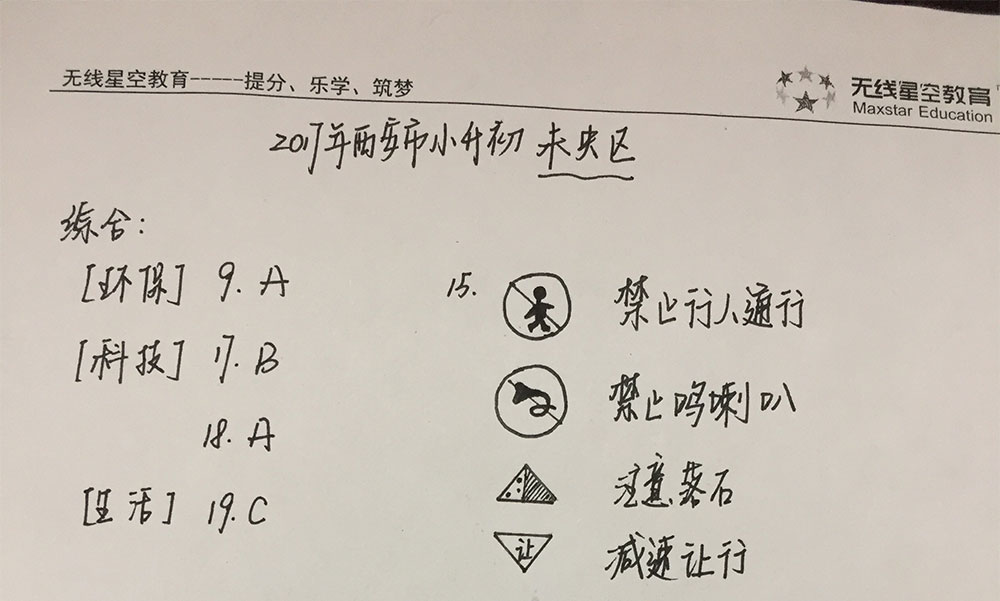 无线星空教育-----提分、乐学、筑梦
无线星空教育
Maxstar Education
2017年西安市小升初 未央区
综合:
[环保] 9. A
[科技] 17. B
18. A
[生活] 19. C
15. 禁止行人通行
禁止鸣喇叭
注意落石
让 减速让行